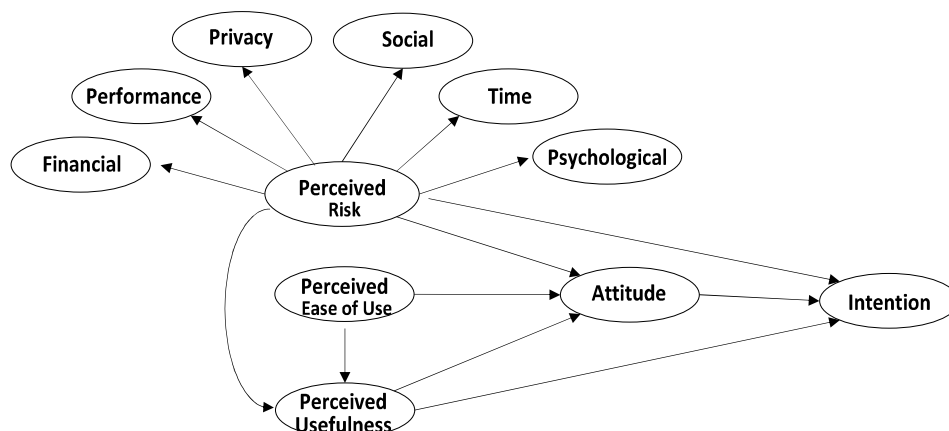 Privacy
Social
Performance
Time
Financial
Psychological
Perceived
Risk
Perceived
Ease of Use
Attitude
Intention
Perceived
Usefulness